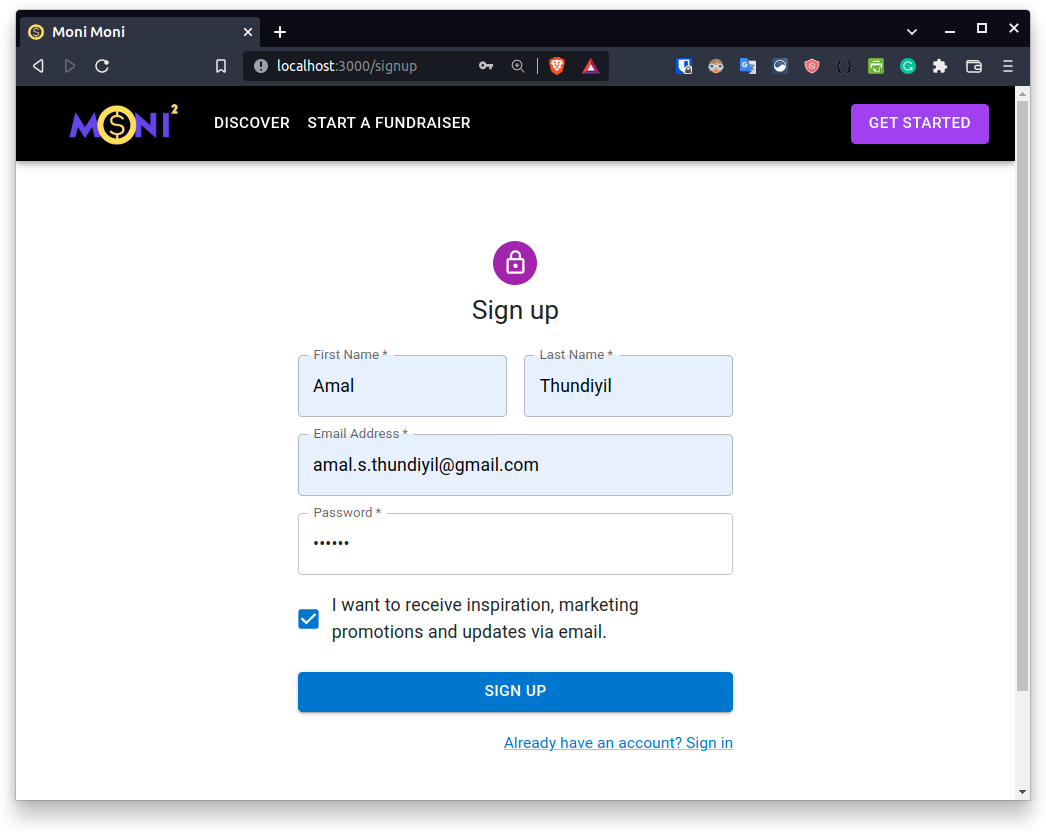 Moni Moni
localhost:3000/signup
MONI²
DISCOVER
START A FUNDRAISER
GET STARTED
Sign up
First Name *
Last Name *
Amal
Thundiyil
Email Address *
amal.s.thundiyil@gmail.com
Password *
••••••
I want to receive inspiration, marketing
promotions and updates via email.
SIGN UP
Already have an account? Sign in